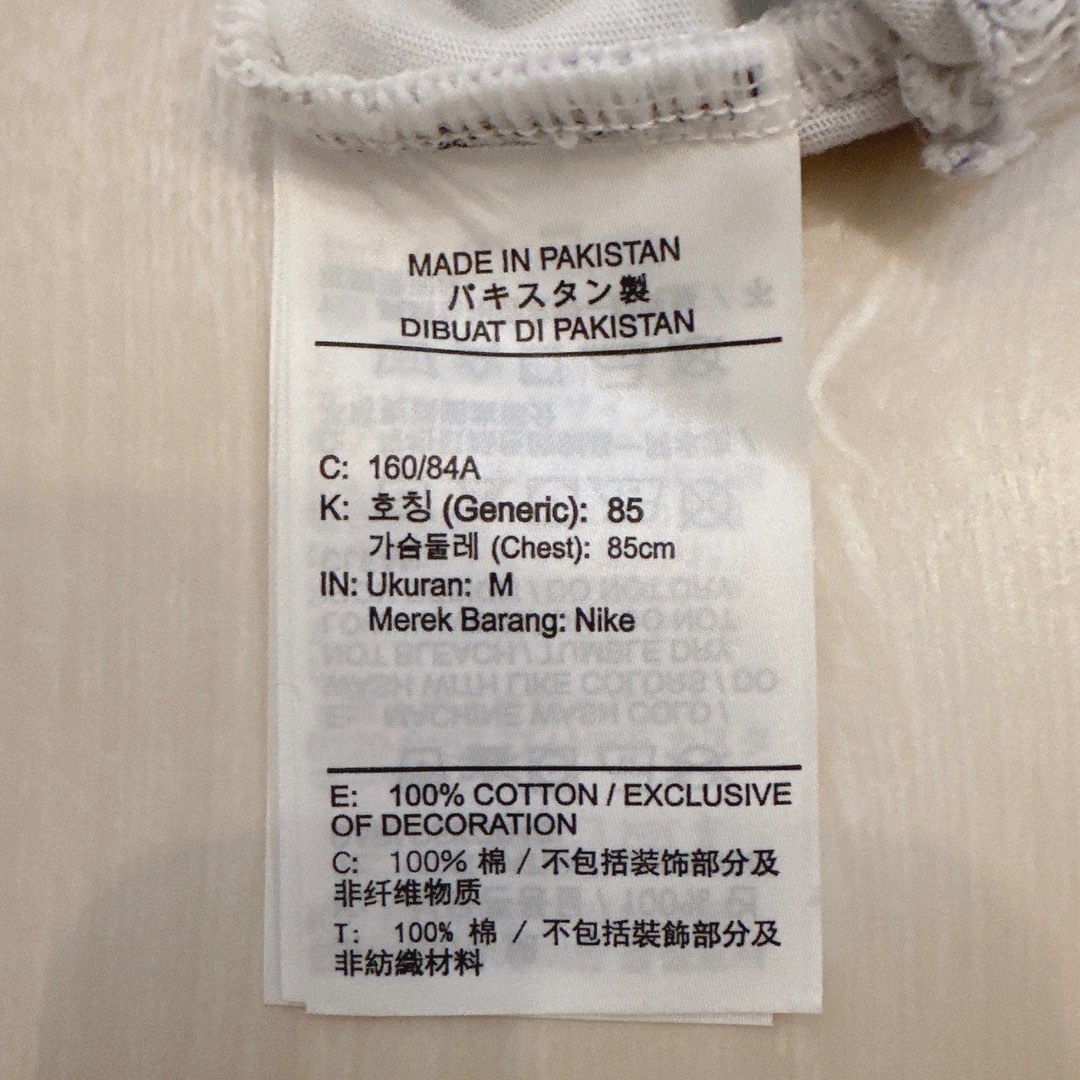 MADE IN PAKISTAN
パキスタン製
DIBUAT DI PAKISTAN
C: 160/84A
K: 호칭 (Generic): 85
가슴둘레 (Chest): 85cm
IN: Ukuran: M
Merek Barang: Nike
E: 100% COTTON / EXCLUSIVE
OF DECORATION
C: 100% 棉 / 不包括装饰部分及
非纤维物质
T: 100% 棉 / 不包括裝飾部分及
非紡織材料